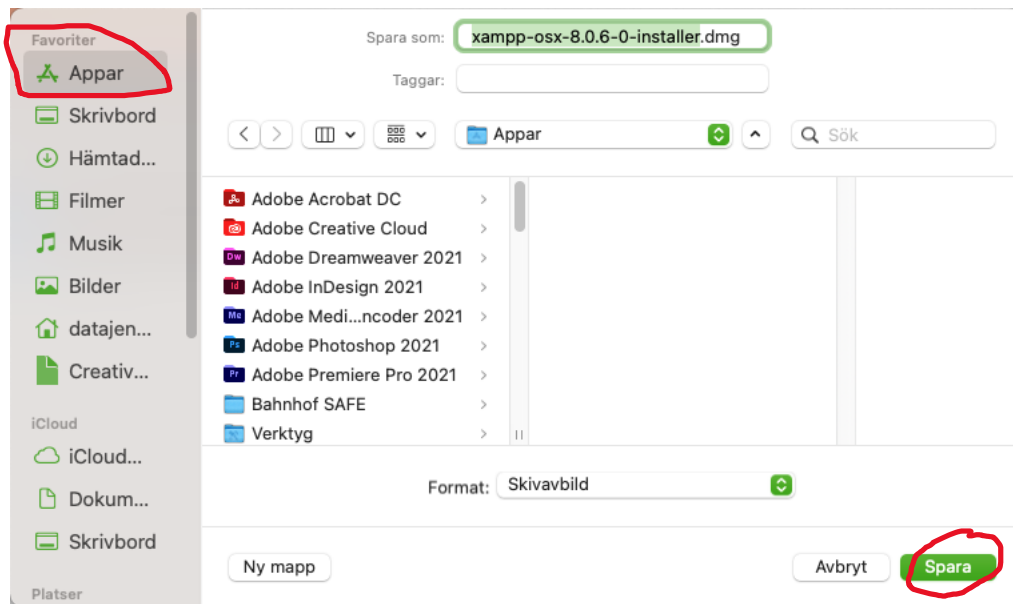 Favoriter
Appar
Skrivbord
Hämtad...
Filmer
Musik
Bilder
datajen...
Creativ...
iCloud
iCloud...
Dokum...
Skrivbord
Platser
Spara som: xampp-osx-8.0.6-0-installer.dmg
Taggar:
Appar
Sök
Adobe Acrobat DC
Adobe Creative Cloud
Adobe Dreamweaver 2021
Adobe InDesign 2021
Adobe Medi...ncoder 2021
Adobe Photoshop 2021
Adobe Premiere Pro 2021
Bahnhof SAFE
Verktyg
Format: Skivavbild
Ny mapp
Avbryt
Spara